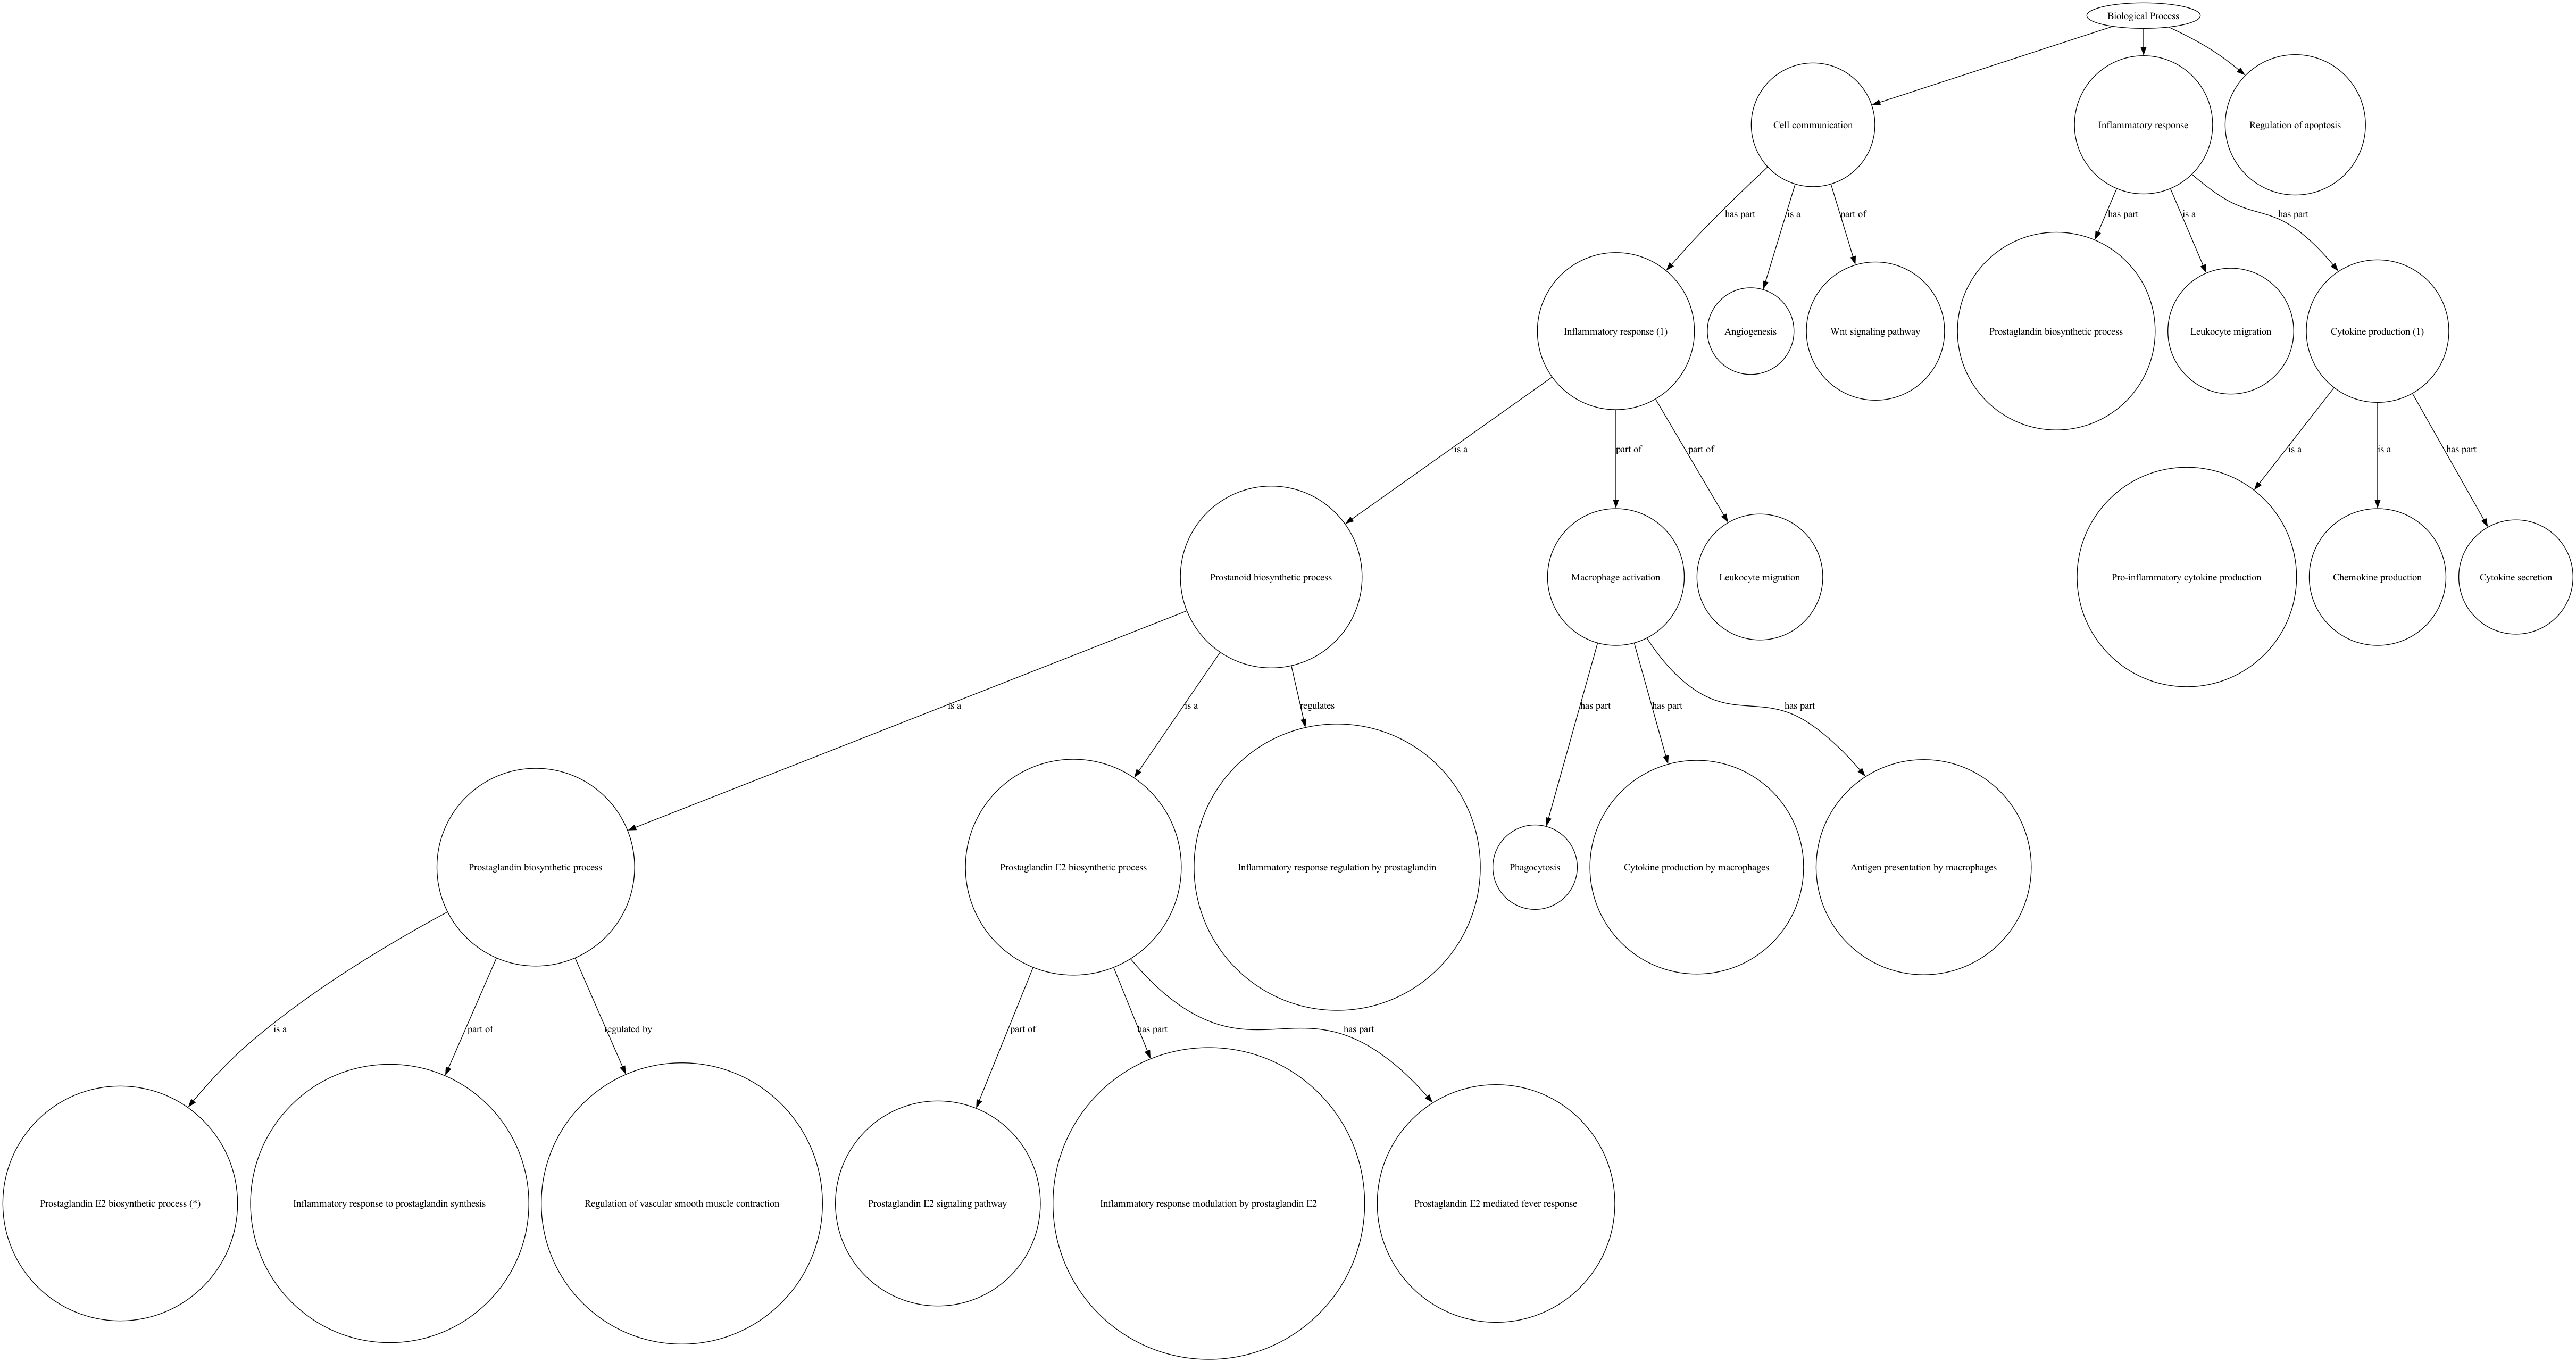 Biological Process
Cell communication
Inflammatory response
Regulation of apoptosis
has part
is a
part of
has part
is a
has part
Inflammatory response (1)
Angiogenesis
Wnt signaling pathway
Prostaglandin biosynthetic process
Leukocyte migration
Cytokine production (1)
is a
part of
part of
is a
is a
has part
Prostanoid biosynthetic process
Macrophage activation
Leukocyte migration
Pro-inflammatory cytokine production
Chemokine production
Cytokine secretion
is a
is a
regulates
has part
has part
has part
Prostaglandin biosynthetic process
Prostaglandin E2 biosynthetic process
Inflammatory response regulation by prostaglandin
Phagocytosis
Cytokine production by macrophages
Antigen presentation by macrophages
is a
part of
regulated by
part of
has part
has part
Prostaglandin E2 biosynthetic process (*)
Inflammatory response to prostaglandin synthesis
Regulation of vascular smooth muscle contraction
Prostaglandin E2 signaling pathway
Inflammatory response modulation by prostaglandin E2
Prostaglandin E2 mediated fever response